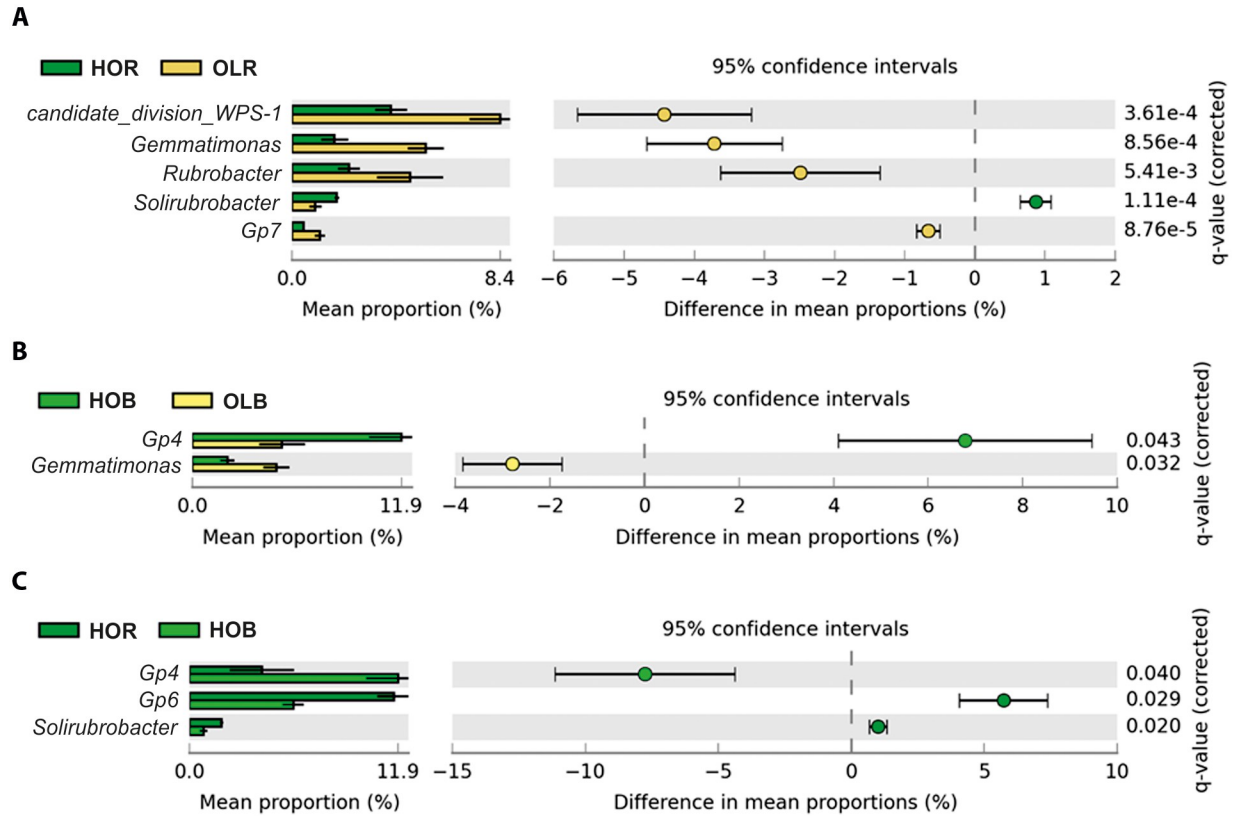 A
HOR OLR 95% confidence intervals
candidate_division_WPS-1 3.61e-4
Gemmatimonas 8.56e-4
Rubrobacter 5.41e-3
Solirubrobacter 1.11e-4
Gp7 8.76e-5
q-value (corrected)
0.0 8.4 −6 −5 −4 −3 −2 −1 0 1 2
Mean proportion (%) Difference in mean proportions (%)
B
HOB OLB 95% confidence intervals
Gp4 0.043
Gemmatimonas 0.032
q-value (corrected)
0.0 11.9 −4 −2 0 2 4 6 8 10
Mean proportion (%) Difference in mean proportions (%)
C
HOR HOB 95% confidence intervals
Gp4 0.040
Gp6 0.029
Solirubrobacter 0.020
q-value (corrected)
0.0 11.9 −15 −10 −5 0 5 10
Mean proportion (%) Difference in mean proportions (%)